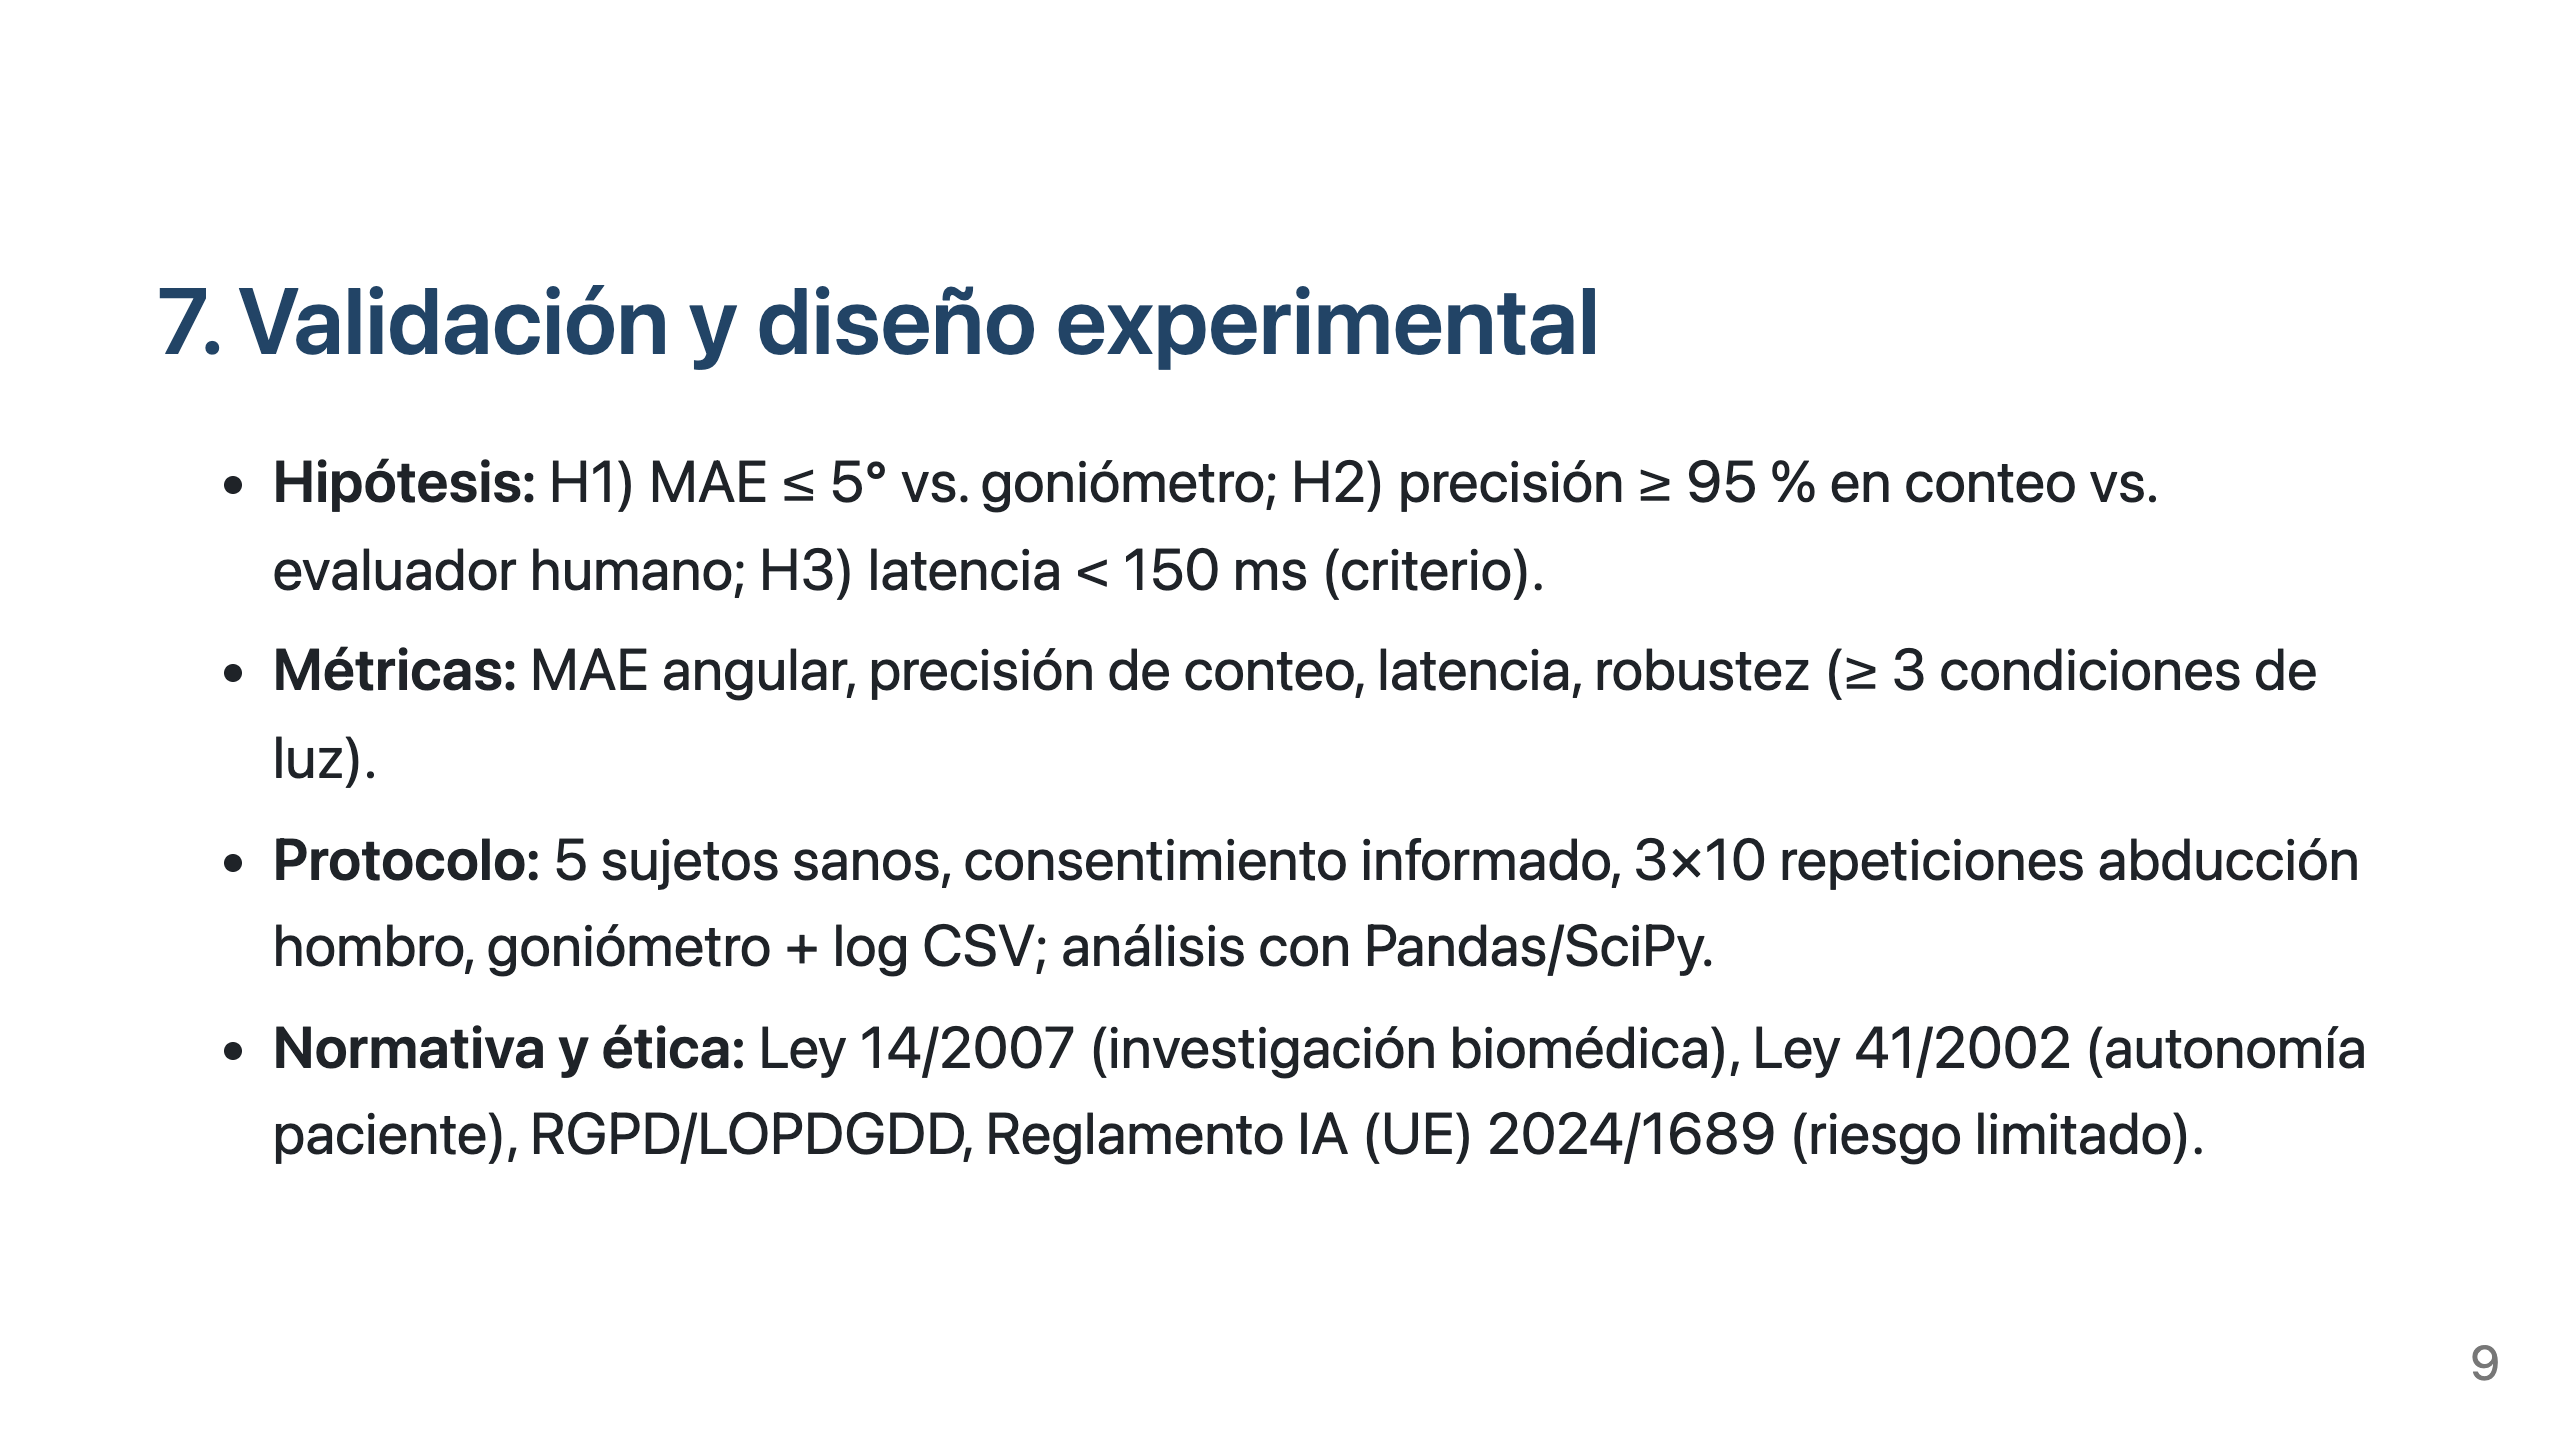 7. Validación y diseño experimental
• Hipótesis: H1) MAE ≤ 5° vs. goniómetro; H2) precisión ≥ 95 % en conteo vs.
evaluador humano; H3) latencia < 150 ms (criterio).
• Métricas: MAE angular, precisión de conteo, latencia, robustez (≥ 3 condiciones de
luz).
• Protocolo: 5 sujetos sanos, consentimiento informado, 3×10 repeticiones abducción
hombro, goniómetro + log CSV; análisis con Pandas/SciPy.
• Normativa y ética: Ley 14/2007 (investigación biomédica), Ley 41/2002 (autonomía
paciente), RGPD/LOPDGDD, Reglamento IA (UE) 2024/1689 (riesgo limitado).
9